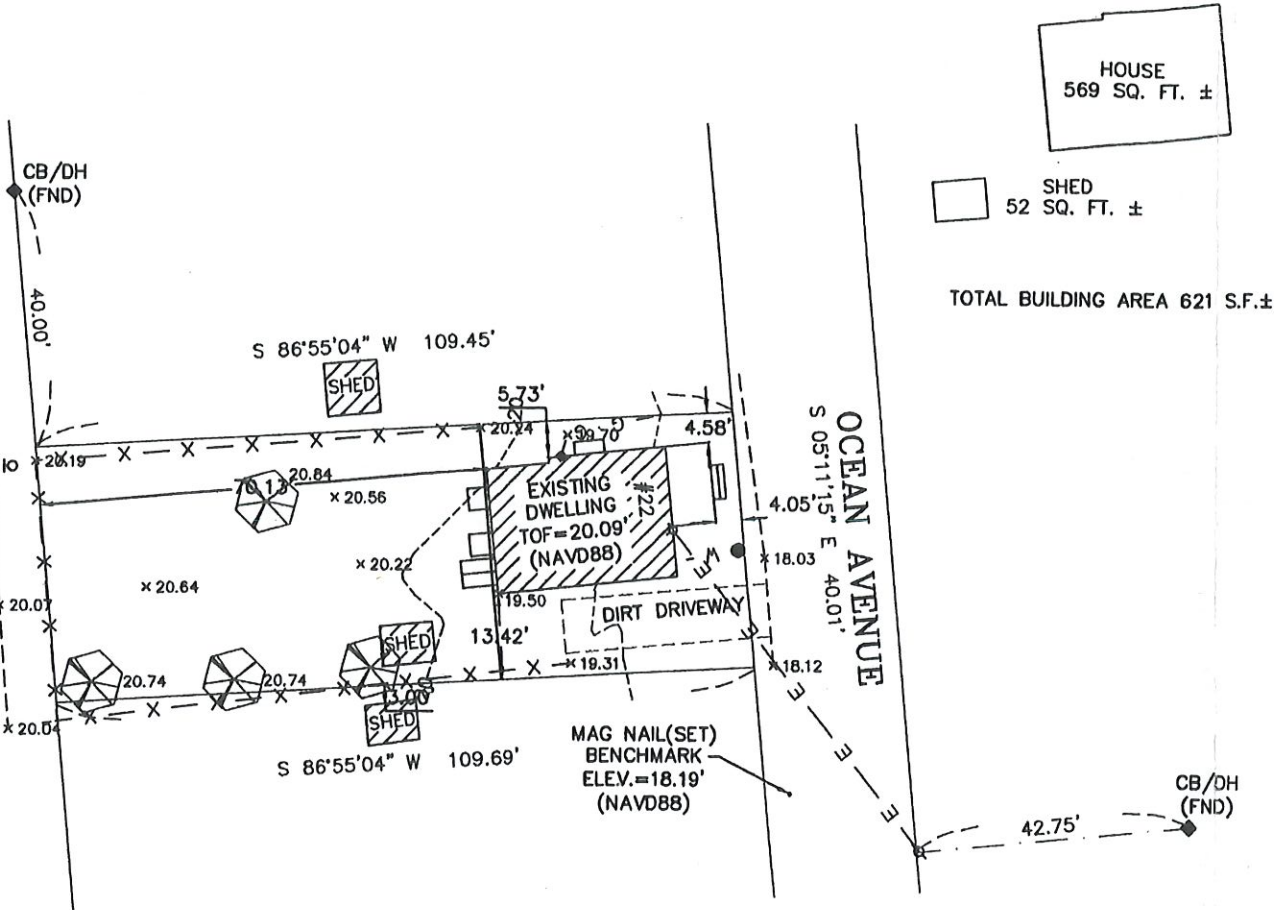 HOUSE
569 SQ. FT. ±
SHED
52 SQ. FT. ±
TOTAL BUILDING AREA 621 S.F.±
CB/DH
(FND)
40.00'
S 86°55'04" W 109.45'
SHED
5.73'
20
20.24
19.70
G
4.58'
20.19
20.84
70.13
20.56
EXISTING
DWELLING
TOF=20.09'
(NAVD88)
#22
4.05'
OCEAN AVENUE
S 05°11'15" E 40.01'
18.03
20.22
20.64
20.07
19.50
DIRT DRIVEWAY
W
E
E
SHED
13.42'
19.31
18.12
20.74
20.74
3.00'
20.04
SHED
S 86°55'04" W 109.69'
MAG NAIL(SET)
BENCHMARK
ELEV.=18.19'
(NAVD88)
E
E
E
42.75'
CB/DH
(FND)